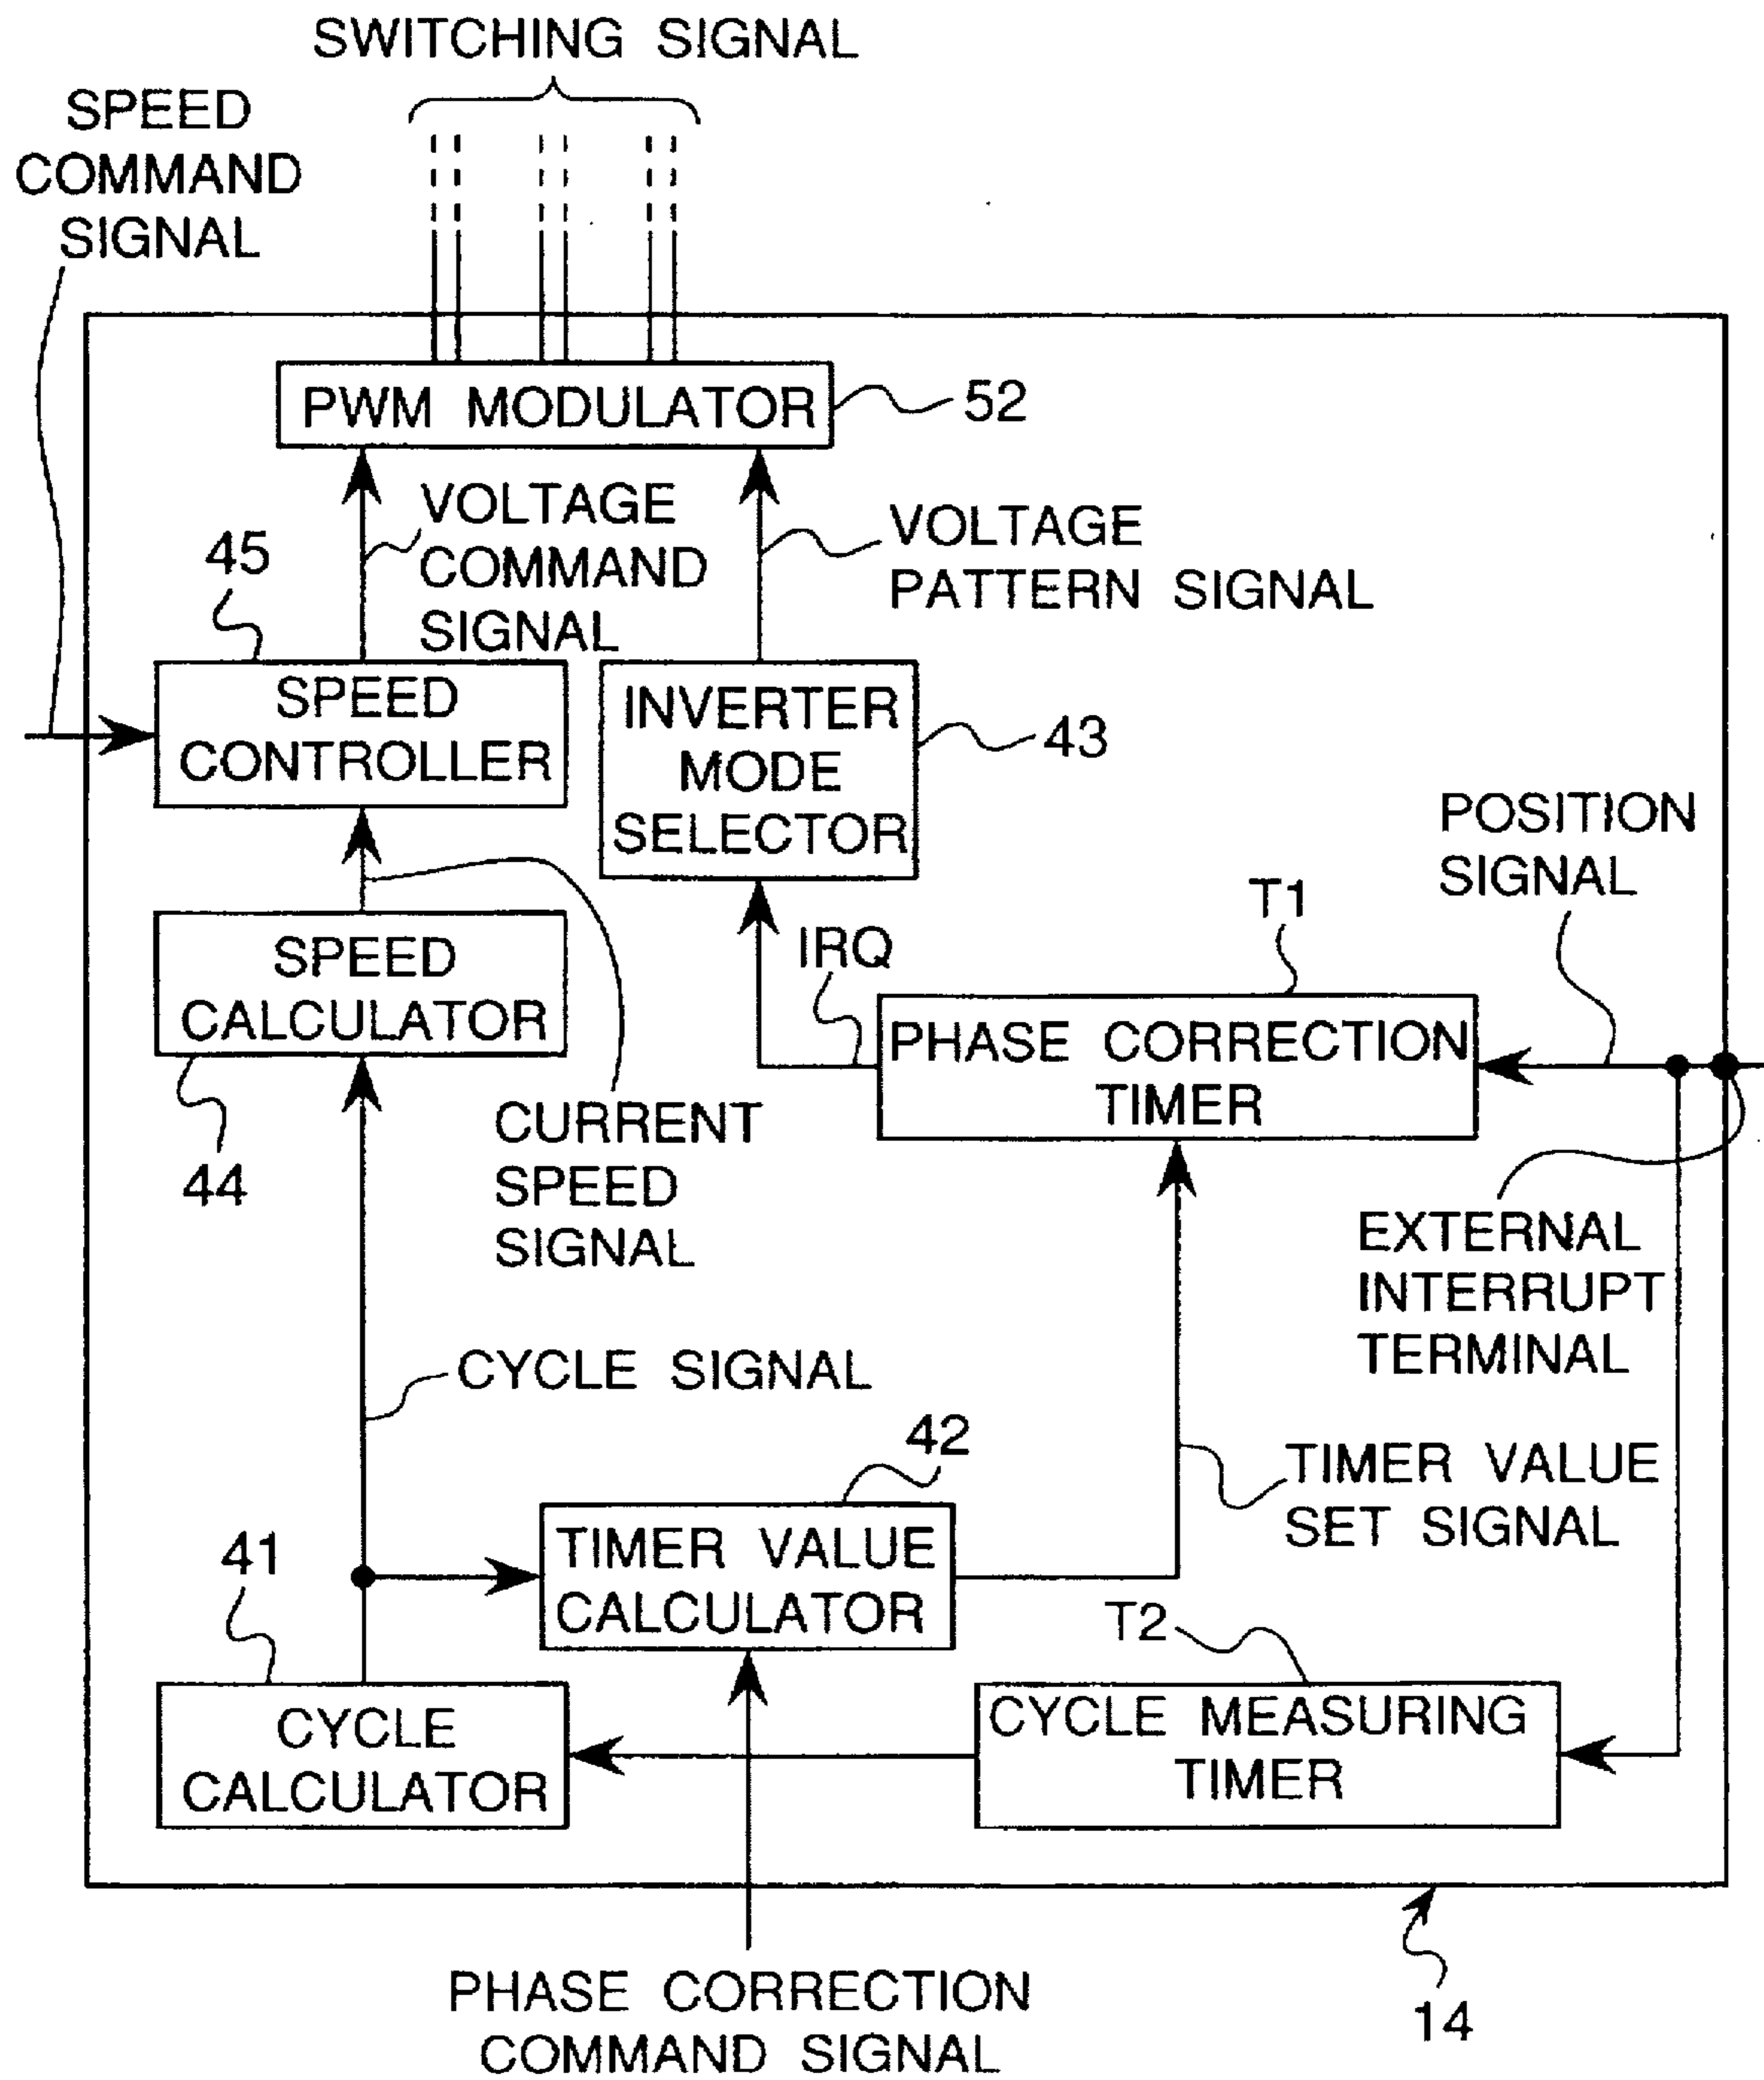 SWITCHING SIGNAL
SPEED
COMMAND
SIGNAL
PWM MODULATOR
52
VOLTAGE
COMMAND
SIGNAL
VOLTAGE
PATTERN SIGNAL
45
SPEED
CONTROLLER
INVERTER
MODE
SELECTOR
43
POSITION
SIGNAL
T1
IRQ
SPEED
CALCULATOR
44
PHASE CORRECTION
TIMER
CURRENT
SPEED
SIGNAL
EXTERNAL
INTERRUPT
TERMINAL
CYCLE SIGNAL
42
TIMER VALUE
SET SIGNAL
41
TIMER VALUE
CALCULATOR
T2
CYCLE
CALCULATOR
CYCLE MEASURING
TIMER
PHASE CORRECTION
COMMAND SIGNAL
14